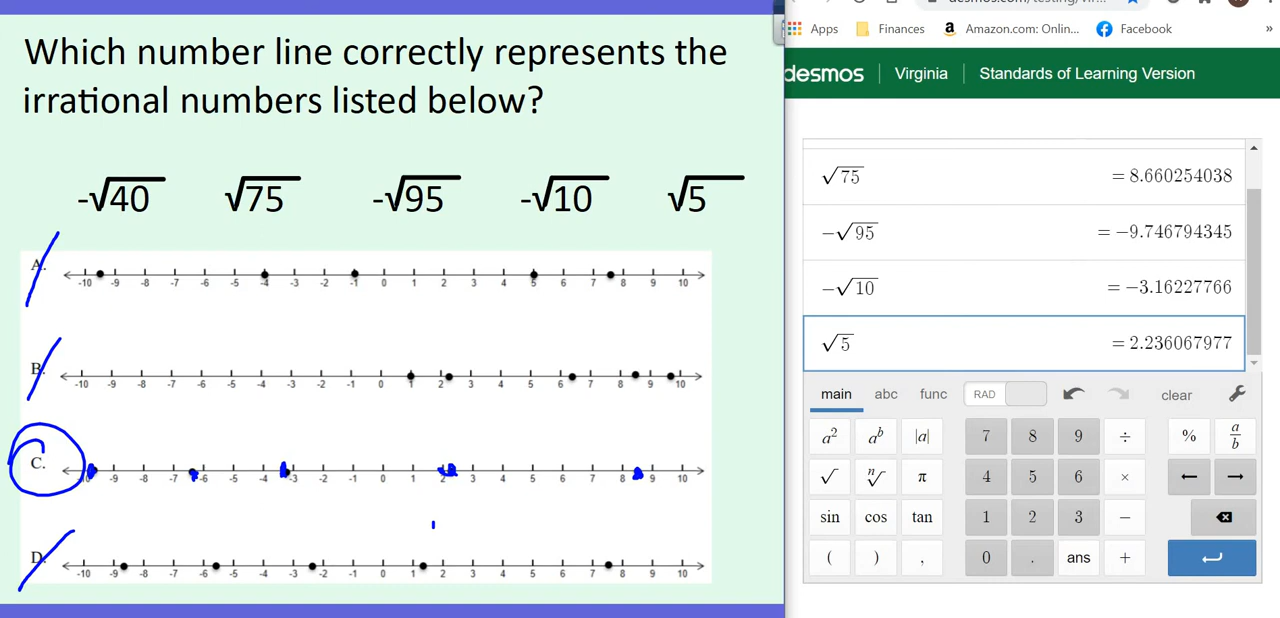 Which number line correctly represents the
irrational numbers listed below?
-√40 √75 -√95 -√10 √5
A.
-10 -9 -8 -7 -6 -5 -4 -3 -2 -1 0 1 2 3 4 5 6 7 8 9 10
B.
-10 -9 -8 -7 -6 -5 -4 -3 -2 -1 0 1 2 3 4 5 6 7 8 9 10
C.
-9 -8 -7 -6 -5 -4 -3 -2 -1 0 1 2 3 4 5 6 7 8 9 10
D.
-10 -9 -8 -7 -6 -5 -4 -3 -2 -1 0 1 2 3 4 5 6 7 8 9 10
Apps Finances Amazon.com: Onlin... Facebook »
desmos Virginia Standards of Learning Version
√75 = 8.660254038
-√95 = -9.746794345
-√10 = -3.16227766
√5 = 2.236067977
main abc func RAD clear
a² aᵇ |a| 7 8 9 ÷ % a/b
√ ⁿ√ π 4 5 6 × ← →
sin cos tan 1 2 3 −
( ) , 0 . ans +